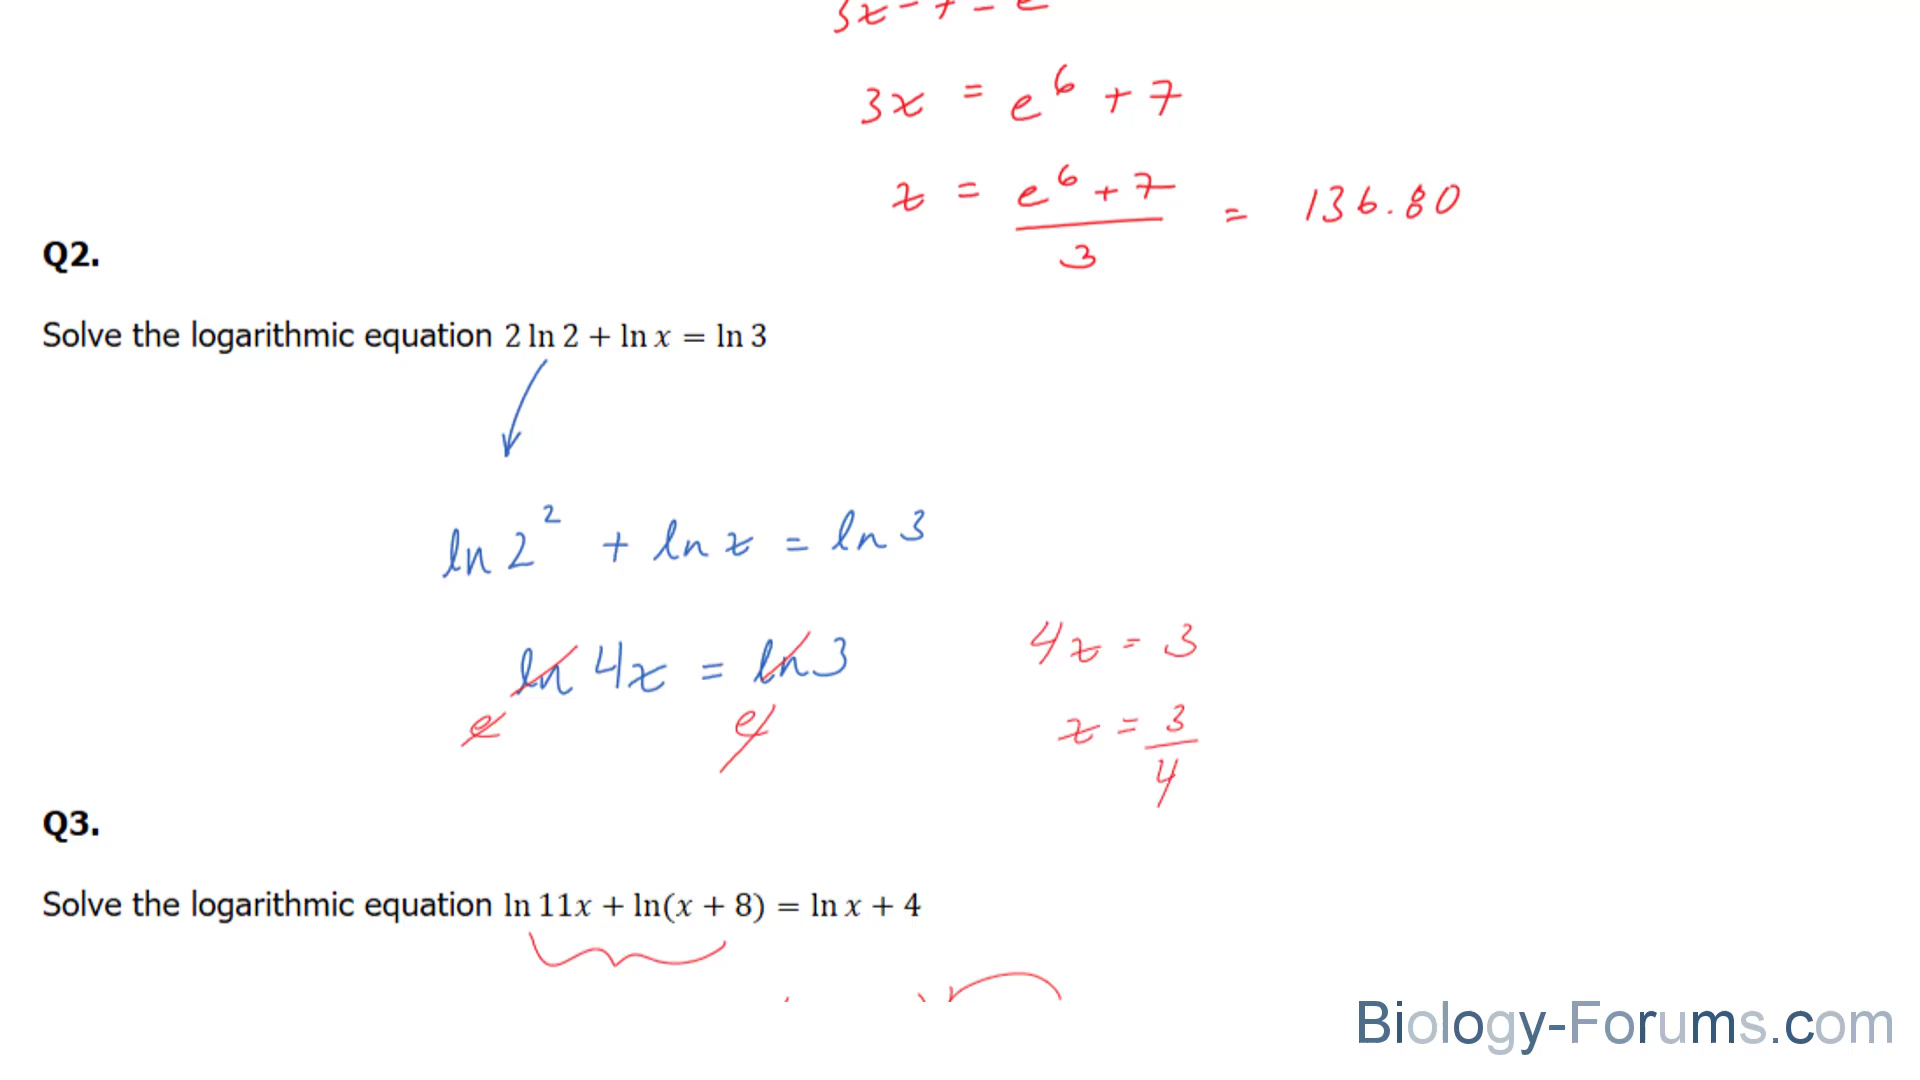 3x - 7 = e
3x = e^6 + 7
x = (e^6 + 7)/3 = 136.80
Q2.
Solve the logarithmic equation 2 ln 2 + ln x = ln 3
ln 2^2 + ln x = ln 3
ln 4x = ln 3
e e
4x = 3
x = 3/4
Q3.
Solve the logarithmic equation ln 11x + ln(x + 8) = ln x + 4
Biology-Forums.com